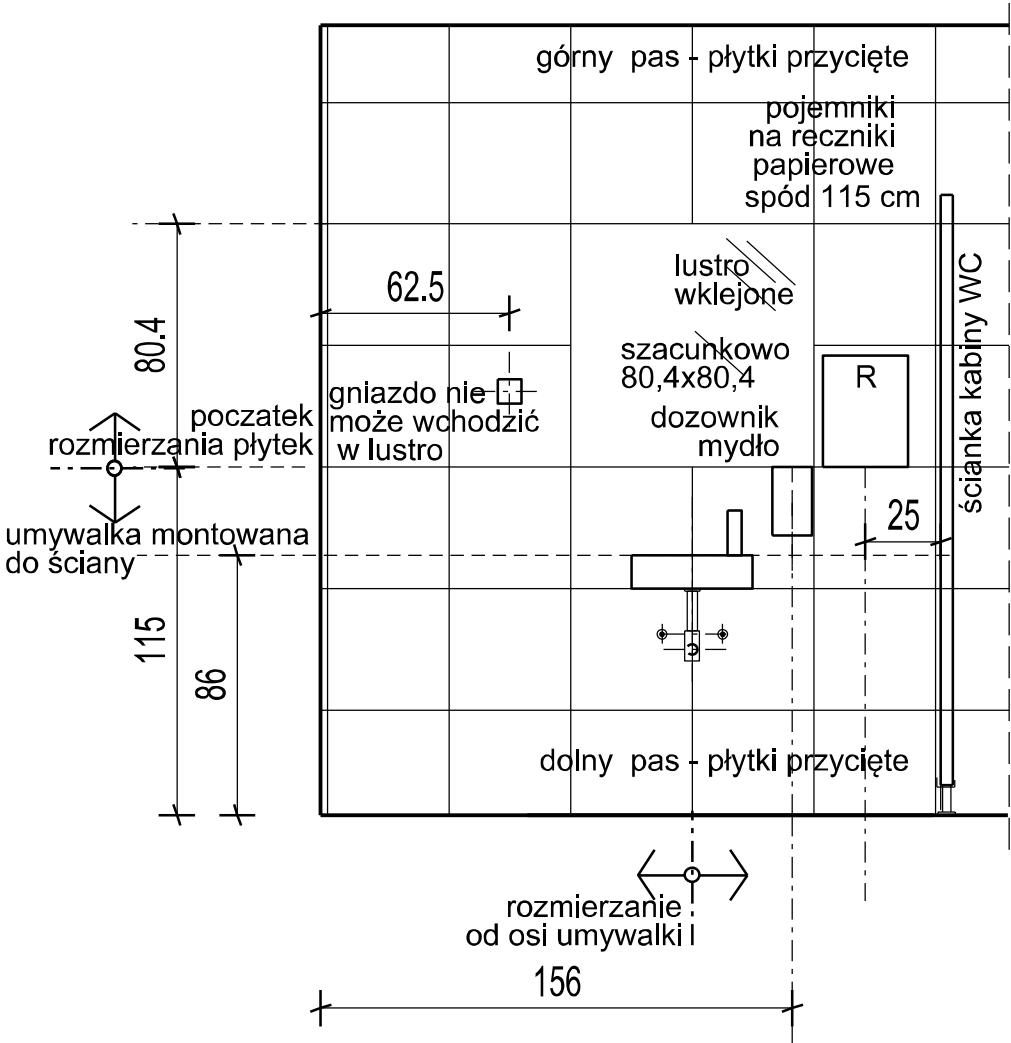 górny pas - płytki przycięte
pojemniki
na reczniki
papierowe
spód 115 cm
lustro
wklejone
62.5
80.4
szacunkowo
80,4x80,4
R
ścianka kabiny WC
gniazdo nie
może wchodzić
w lustro
poczatek
rozmierzania płytek
dozownik
mydło
25
umywalka montowana
do ściany
115
86
dolny pas - płytki przycięte
rozmierzanie
od osi umywalki
156